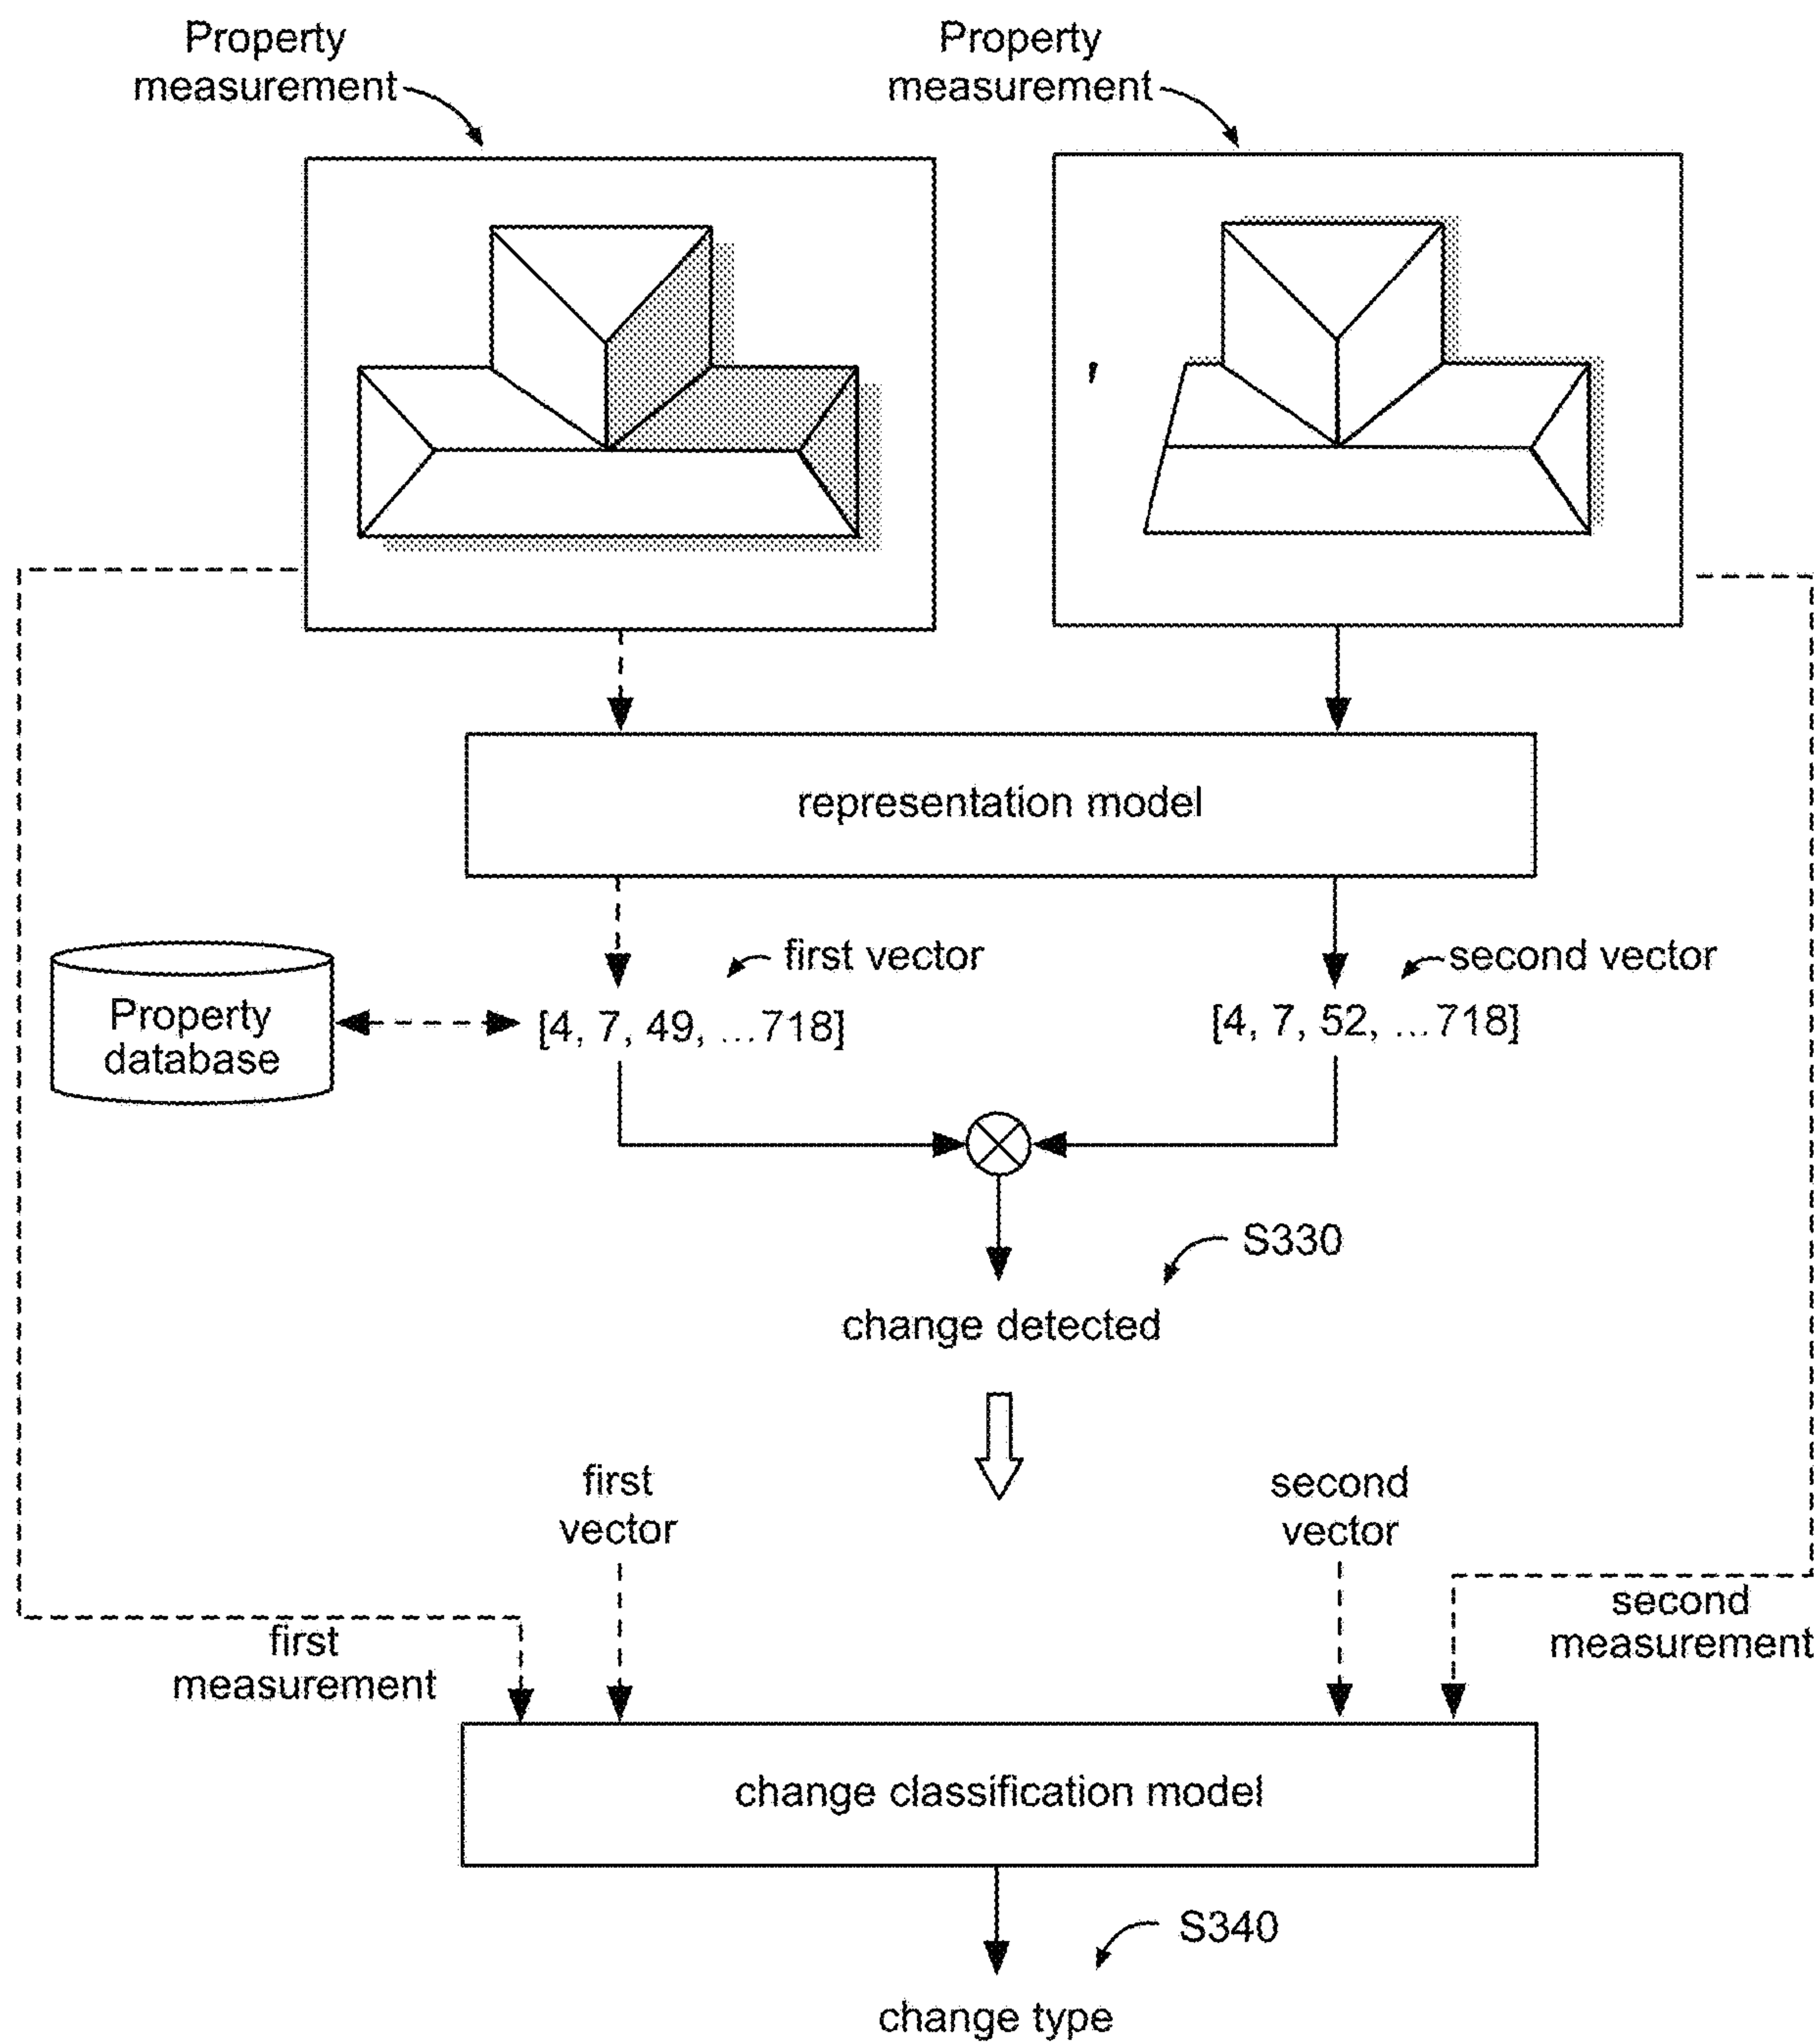 Property
measurement
Property
measurement
representation model
first vector
second vector
Property
database
[4, 7, 49, ...718]
[4, 7, 52, ...718]
S330
change detected
first
vector
second
vector
first
measurement
second
measurement
change classification model
S340
change type